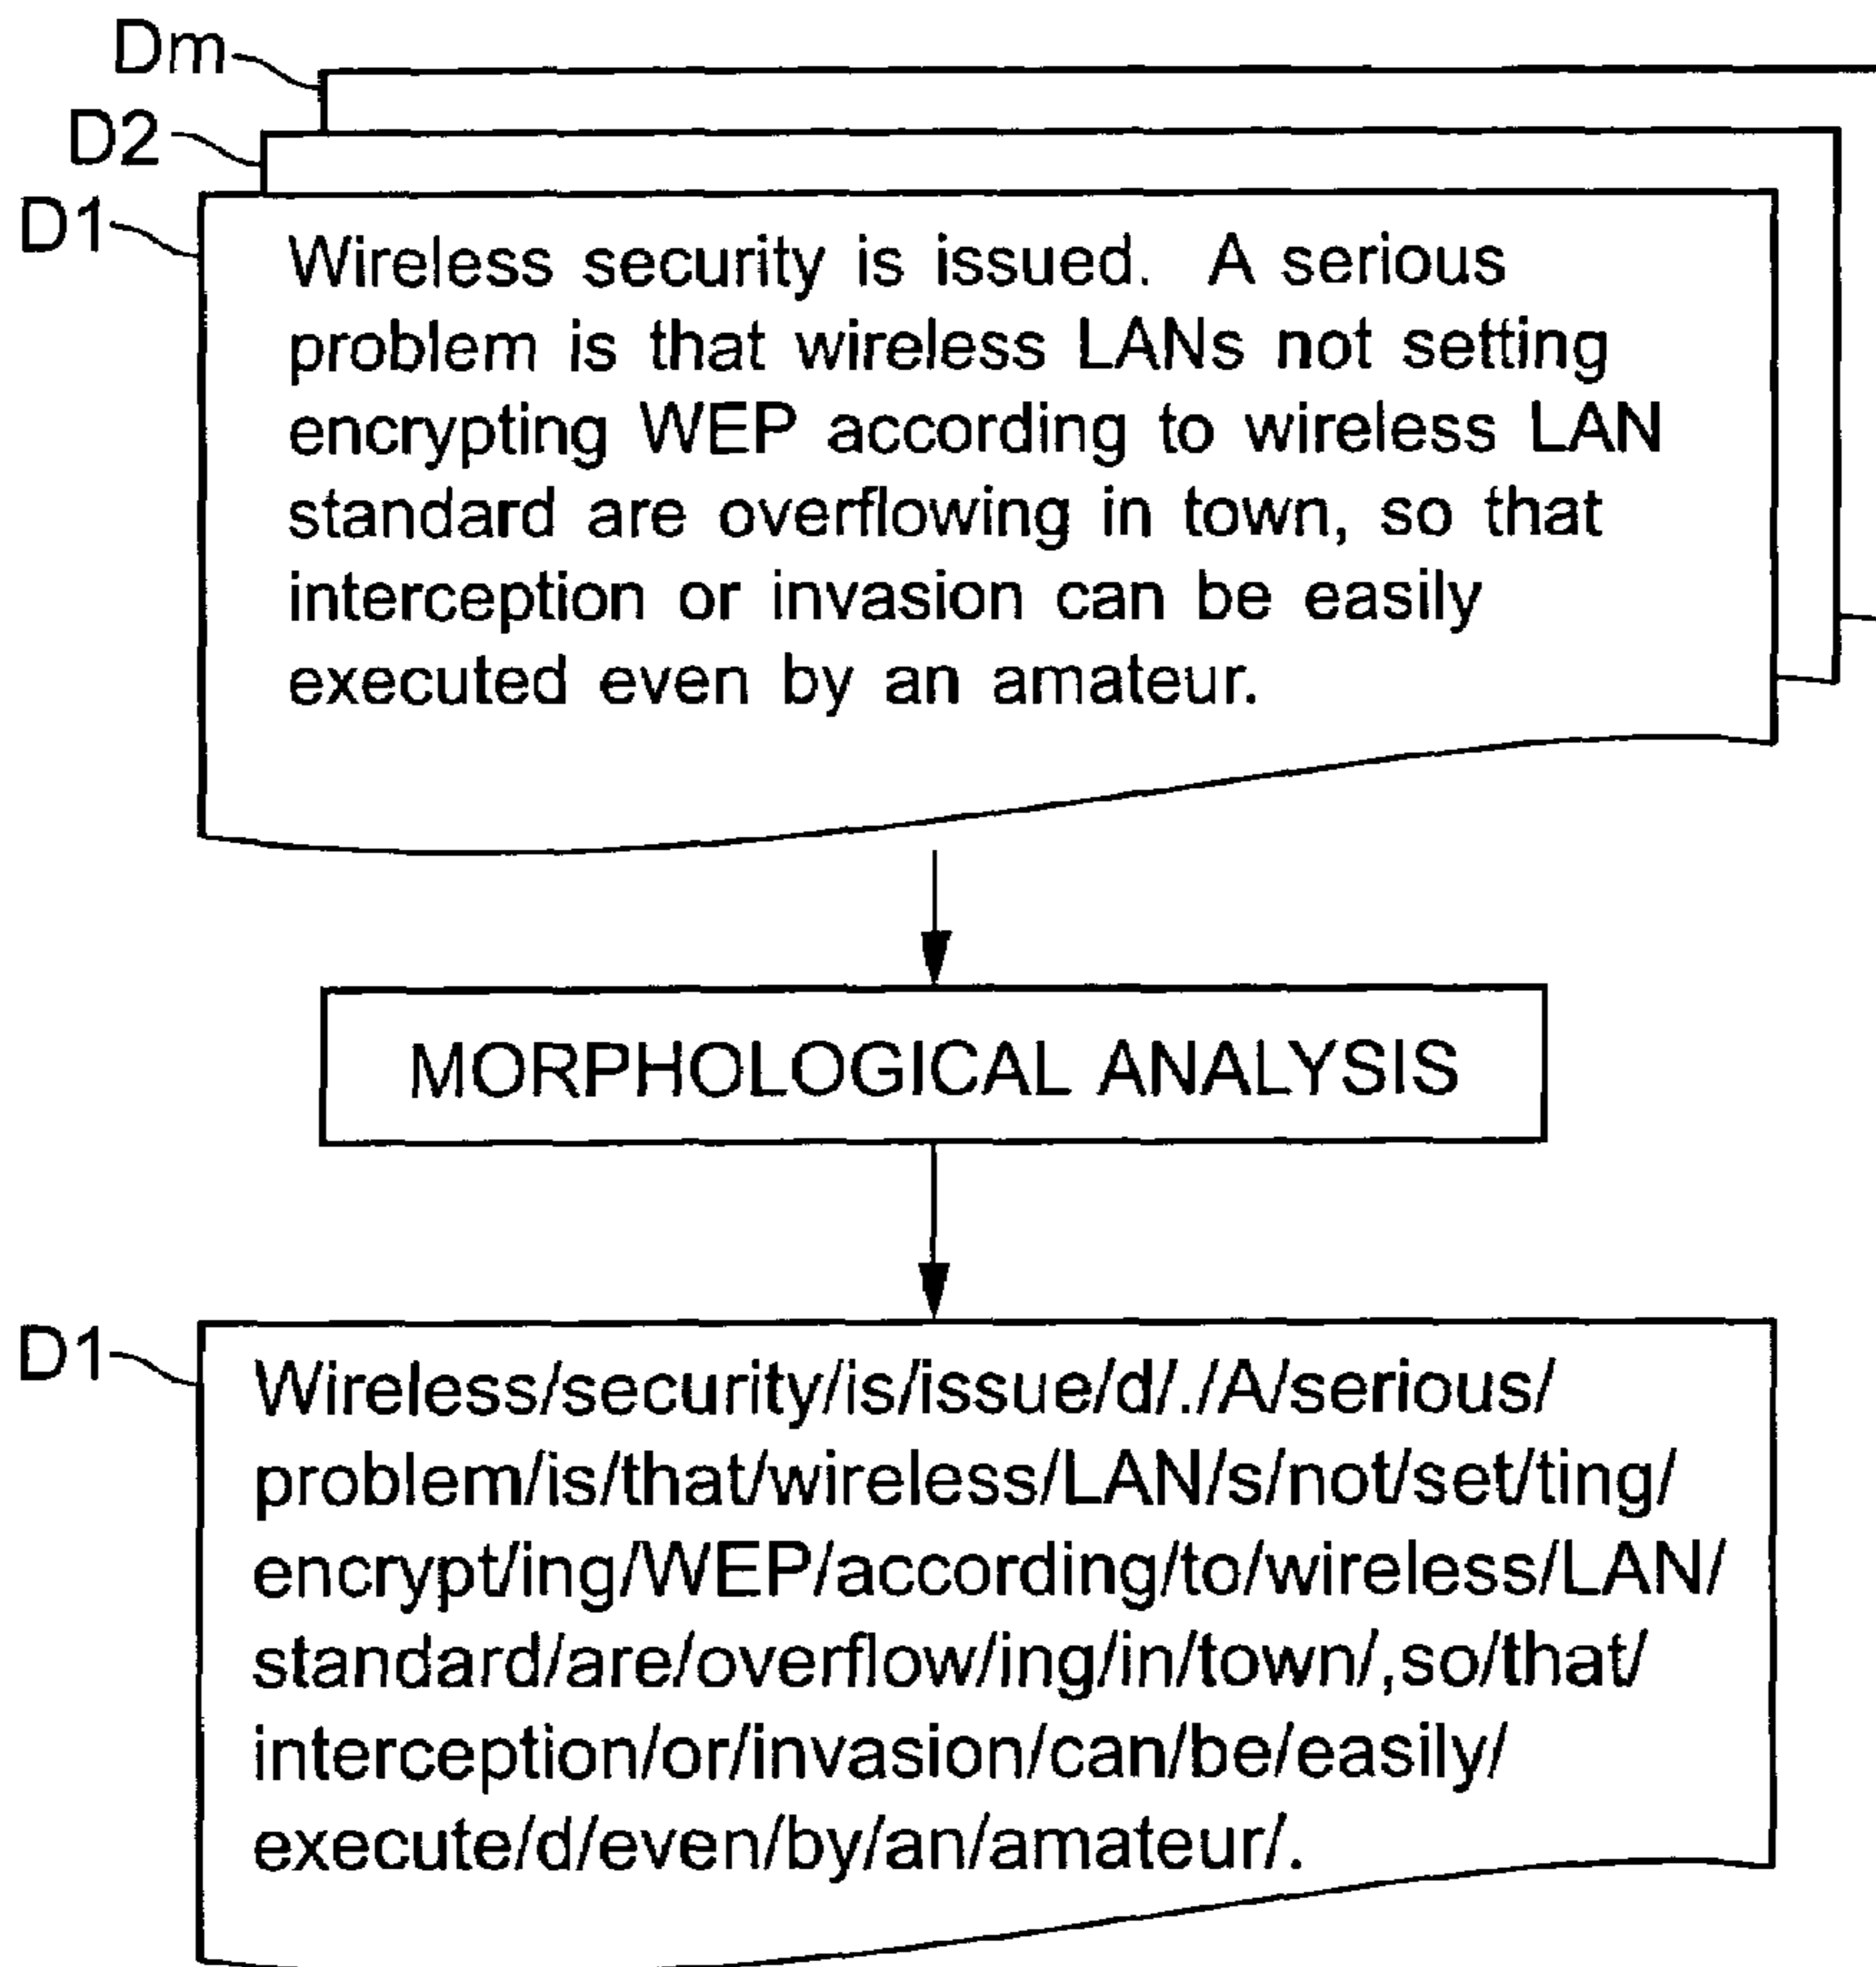 Dm
D2
D1
Wireless security is issued. A serious
problem is that wireless LANs not setting
encrypting WEP according to wireless LAN
standard are overflowing in town, so that
interception or invasion can be easily
executed even by an amateur.
MORPHOLOGICAL ANALYSIS
D1
Wireless/security/is/issue/d/./A/serious/
problem/is/that/wireless/LAN/s/not/set/ting/
encrypt/ing/WEP/according/to/wireless/LAN/
standard/are/overflow/ing/in/town/,so/that/
interception/or/invasion/can/be/easily/
execute/d/even/by/an/amateur/.